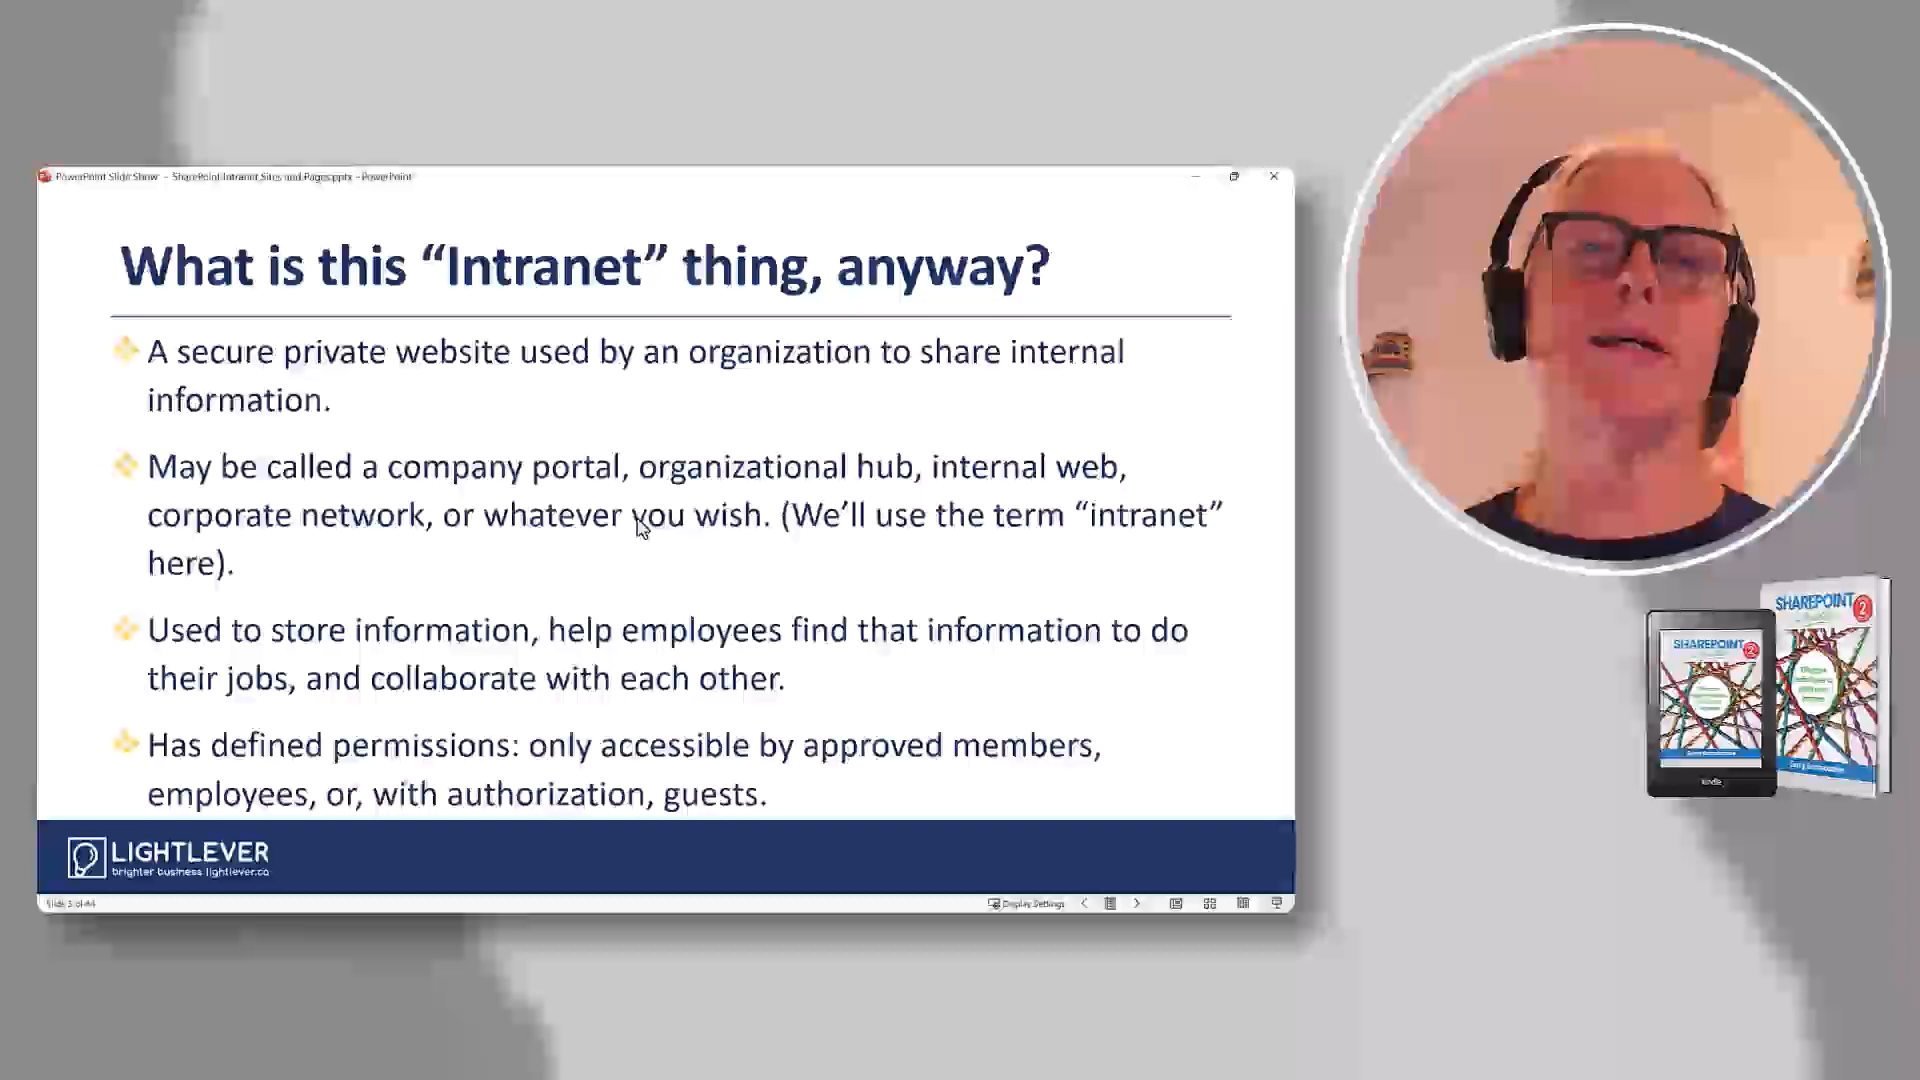 PowerPoint Slide Show - SharePoint Intranet Sites and Pages.pptx - PowerPoint
What is this “Intranet” thing, anyway?
A secure private website used by an organization to share internal
information.
May be called a company portal, organizational hub, internal web,
corporate network, or whatever you wish. (We’ll use the term “intranet”
here).
Used to store information, help employees find that information to do
their jobs, and collaborate with each other.
Has defined permissions: only accessible by approved members,
employees, or, with authorization, guests.
LIGHTLEVER
brighter business lightlever.ca
Display Settings
SHAREPOINT
2
SHAREPOINT
2
kindle